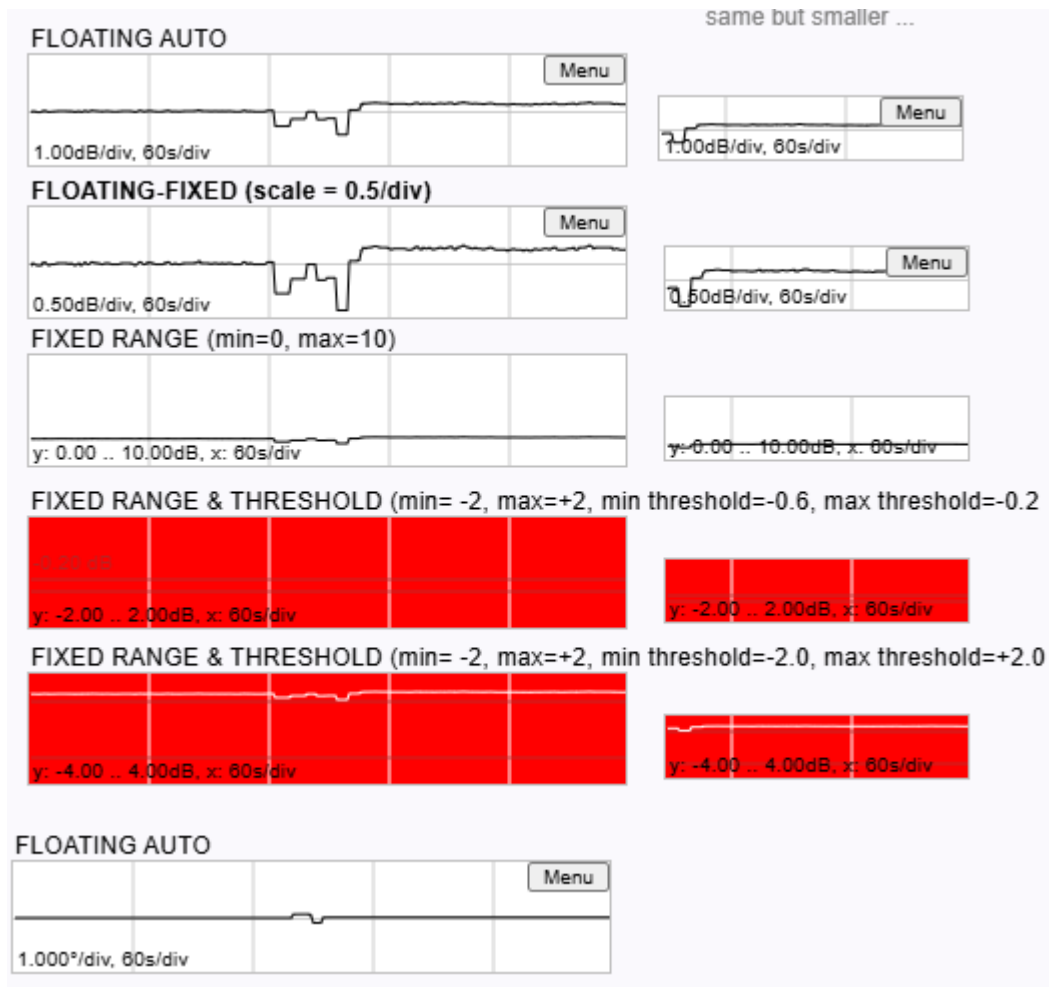 same but smaller ...
FLOATING AUTO
Menu
Menu
1.00dB/div, 60s/div
1.00dB/div, 60s/div
FLOATING-FIXED (scale = 0.5/div)
Menu
Menu
0.50dB/div, 60s/div
0.50dB/div, 60s/div
FIXED RANGE (min=0, max=10)
y: 0.00 .. 10.00dB, x: 60s/div
y: 0.00 .. 10.00dB, x: 60s/div
FIXED RANGE & THRESHOLD (min= -2, max=+2, min threshold=-0.6, max threshold=-0.2
-0.20 dB
y: -2.00 .. 2.00dB, x: 60s/div
y: -2.00 .. 2.00dB, x: 60s/div
FIXED RANGE & THRESHOLD (min= -2, max=+2, min threshold=-2.0, max threshold=+2.0
y: -4.00 .. 4.00dB, x: 60s/div
y: -4.00 .. 4.00dB, x: 60s/div
FLOATING AUTO
Menu
1.000°/div, 60s/div